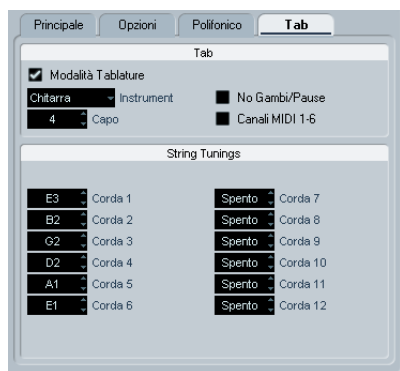 Principale Opzioni Polifonico Tab
Tab
Modalità Tablature
Chitarra Instrument No Gambi/Pause
4 Capo Canali MIDI 1-6
String Tunings
E3 Corda 1 Spento Corda 7
B2 Corda 2 Spento Corda 8
G2 Corda 3 Spento Corda 9
D2 Corda 4 Spento Corda 10
A1 Corda 5 Spento Corda 11
E1 Corda 6 Spento Corda 12